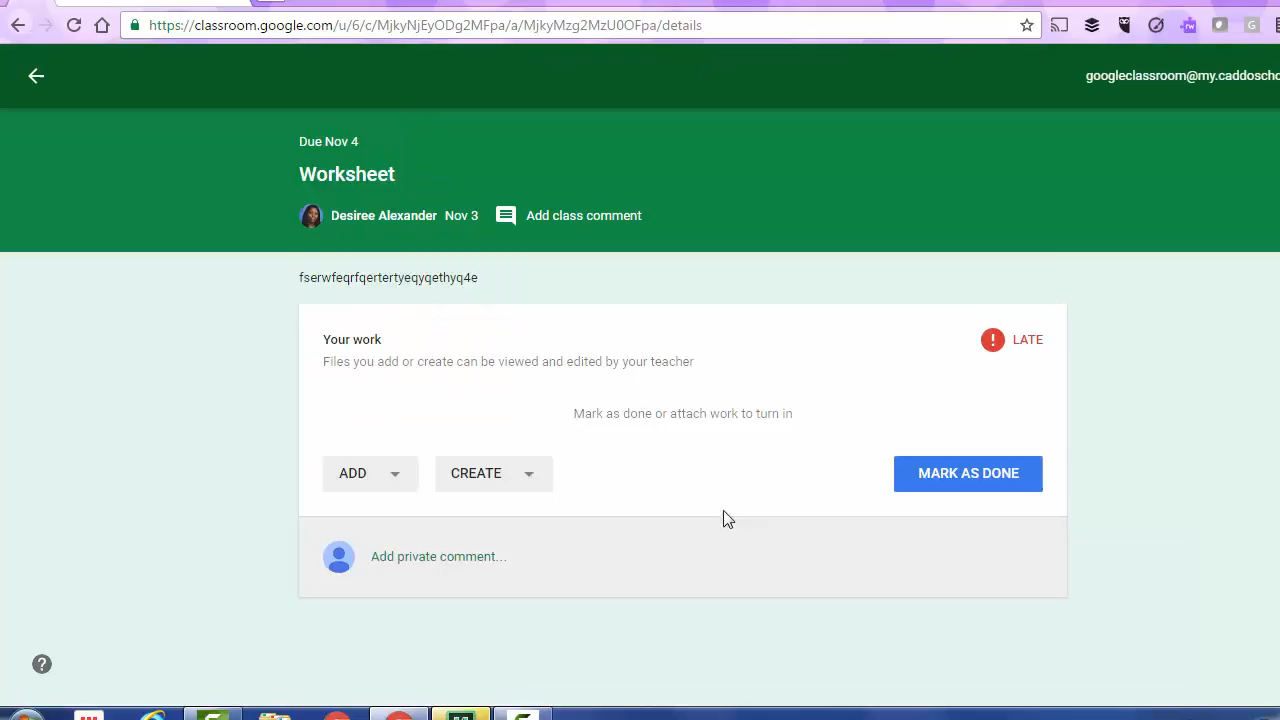 https://classroom.google.com/u/6/c/MjkyNjEyODg2MFpa/a/MjkyMzg2MzU0OFpa/details
googleclassroom@my.caddoscho
Due Nov 4
Worksheet
Desiree Alexander Nov 3 Add class comment
fserwfeqrfqertertyeqyqethyq4e
Your work
! LATE
Files you add or create can be viewed and edited by your teacher
Mark as done or attach work to turn in
ADD CREATE MARK AS DONE
Add private comment...
?